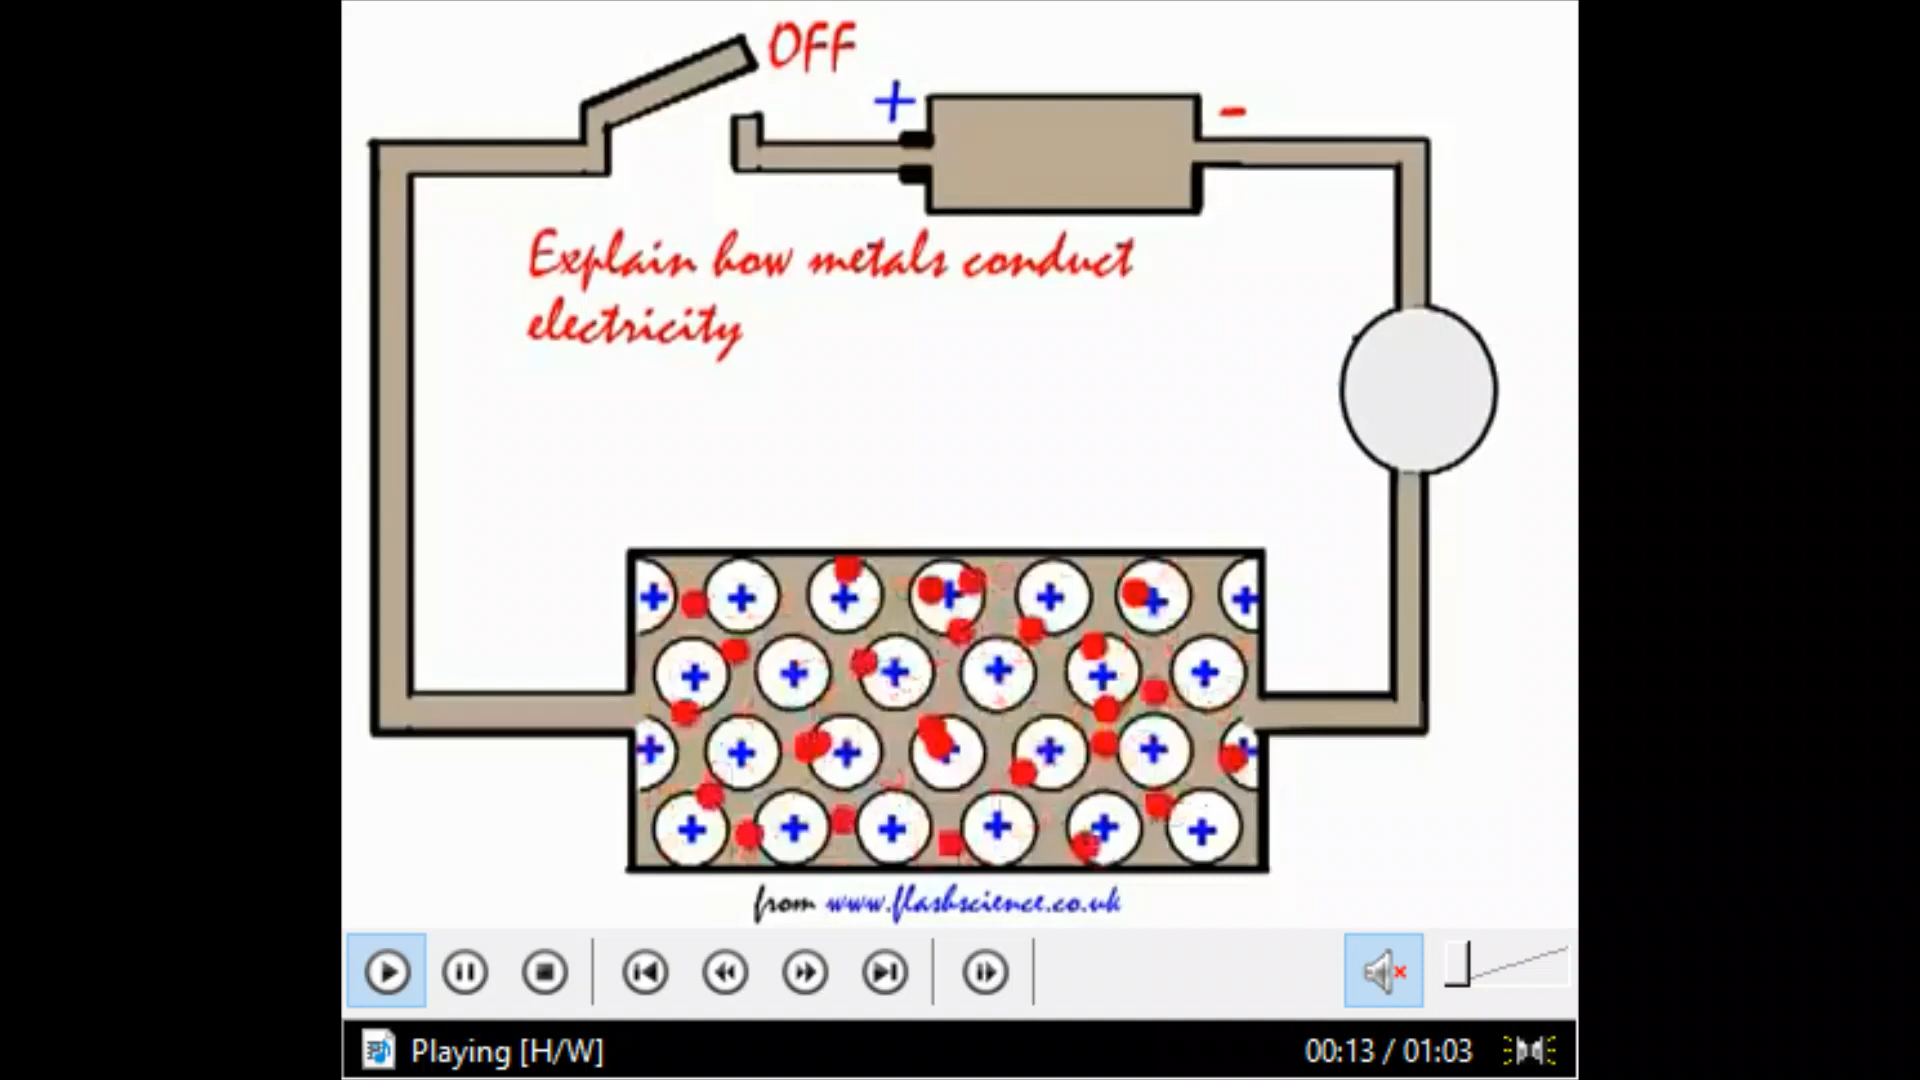 OFF
+
-
Explain how metals conduct
electricity
+ + + + + + +
+ + + + + +
+ + + + + + +
+ + + + + +
from www.flashscience.co.uk
Playing [H/W]
00:13 / 01:03